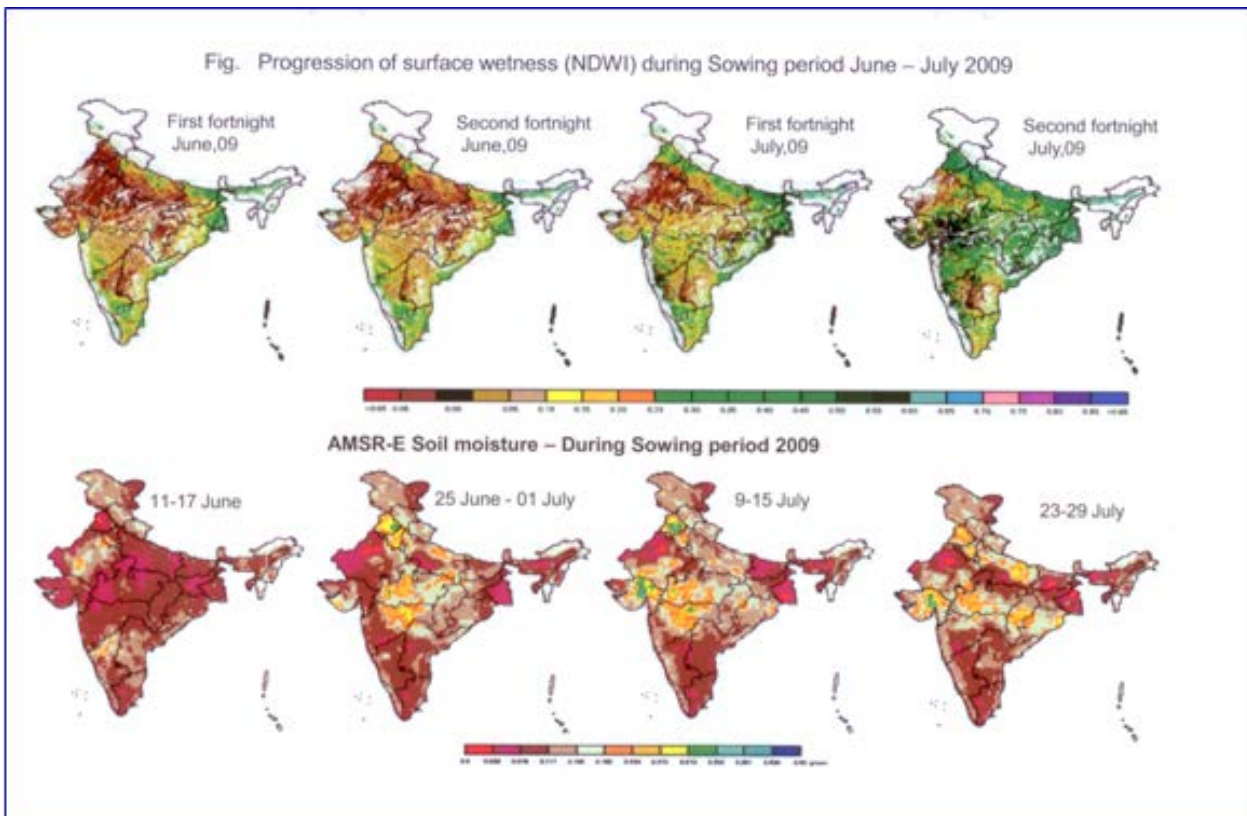 Fig. Progression of surface wetness (NDWI) during Sowing period June – July 2009
First fortnight
June,09
Second fortnight
June,09
First fortnight
July,09
Second fortnight
July,09
AMSR-E Soil moisture – During Sowing period 2009
11-17 June
25 June - 01 July
9-15 July
23-29 July